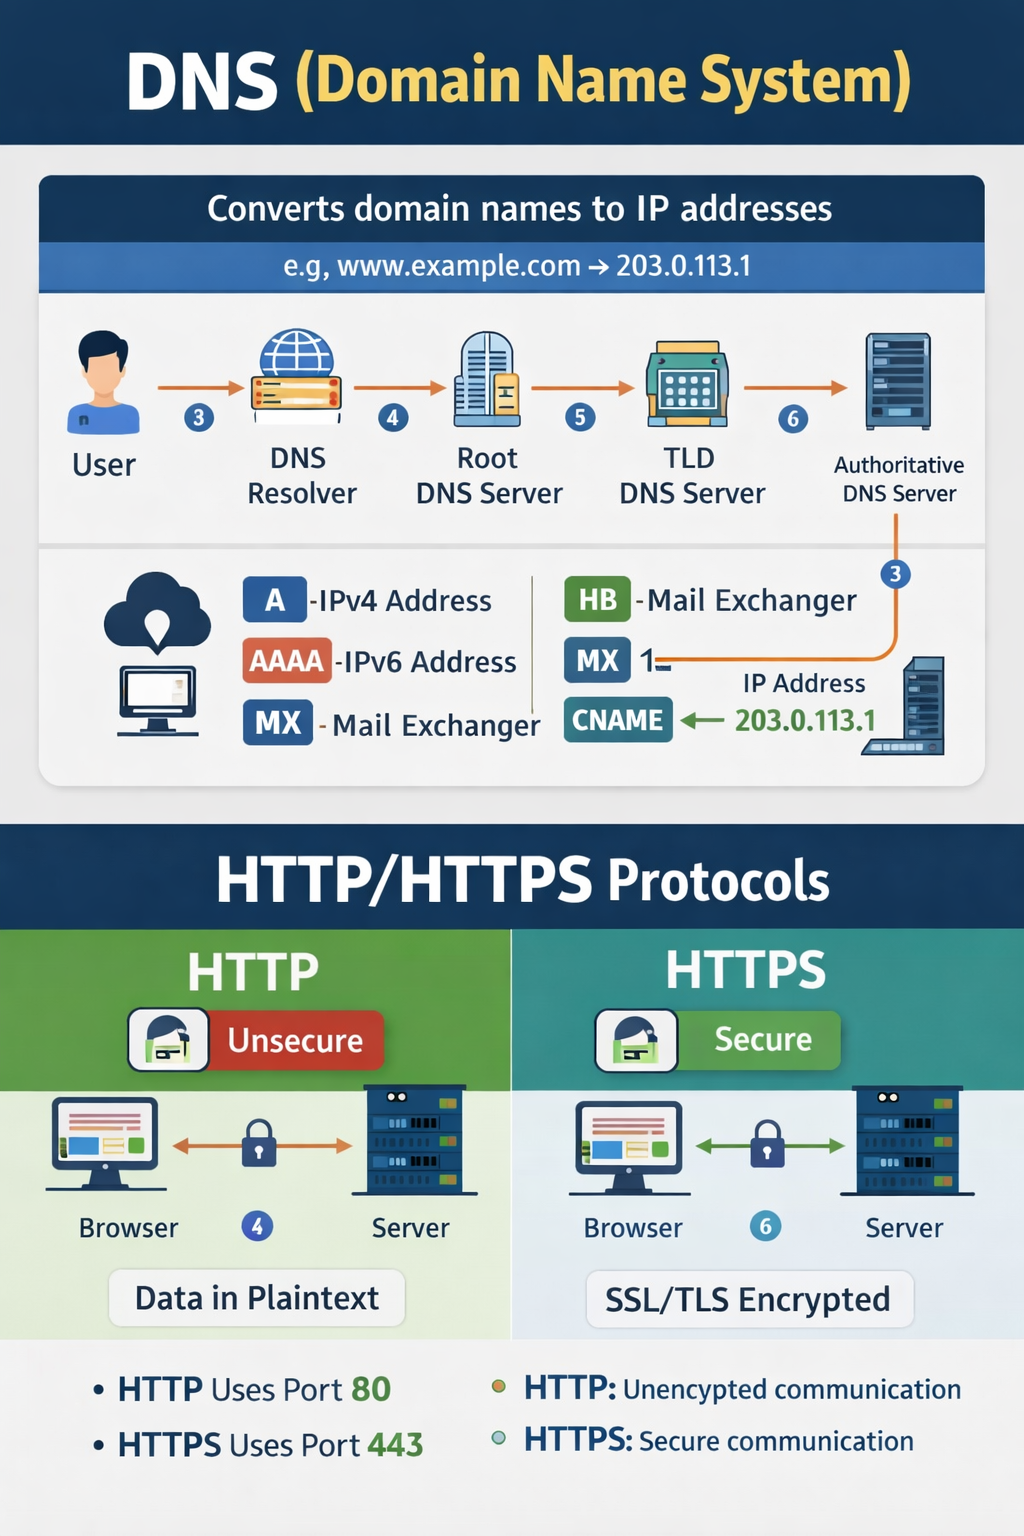 DNS (Domain Name System)
Converts domain names to IP addresses
e.g, www.example.com → 203.0.113.1
3
4
5
6
User
DNS
Resolver
Root
DNS Server
TLD
DNS Server
Authoritative
DNS Server
3
A -IPv4 Address
AAAA -IPv6 Address
MX - Mail Exchanger
HB - Mail Exchanger
MX 1
IP Address
CNAME ← 203.0.113.1
HTTP/HTTPS Protocols
HTTP
Unsecure
Browser
4
Server
Data in Plaintext
HTTPS
Secure
Browser
6
Server
SSL/TLS Encrypted
• HTTP Uses Port 80
• HTTPS Uses Port 443
HTTP: Unencypted communication
HTTPS: Secure communication